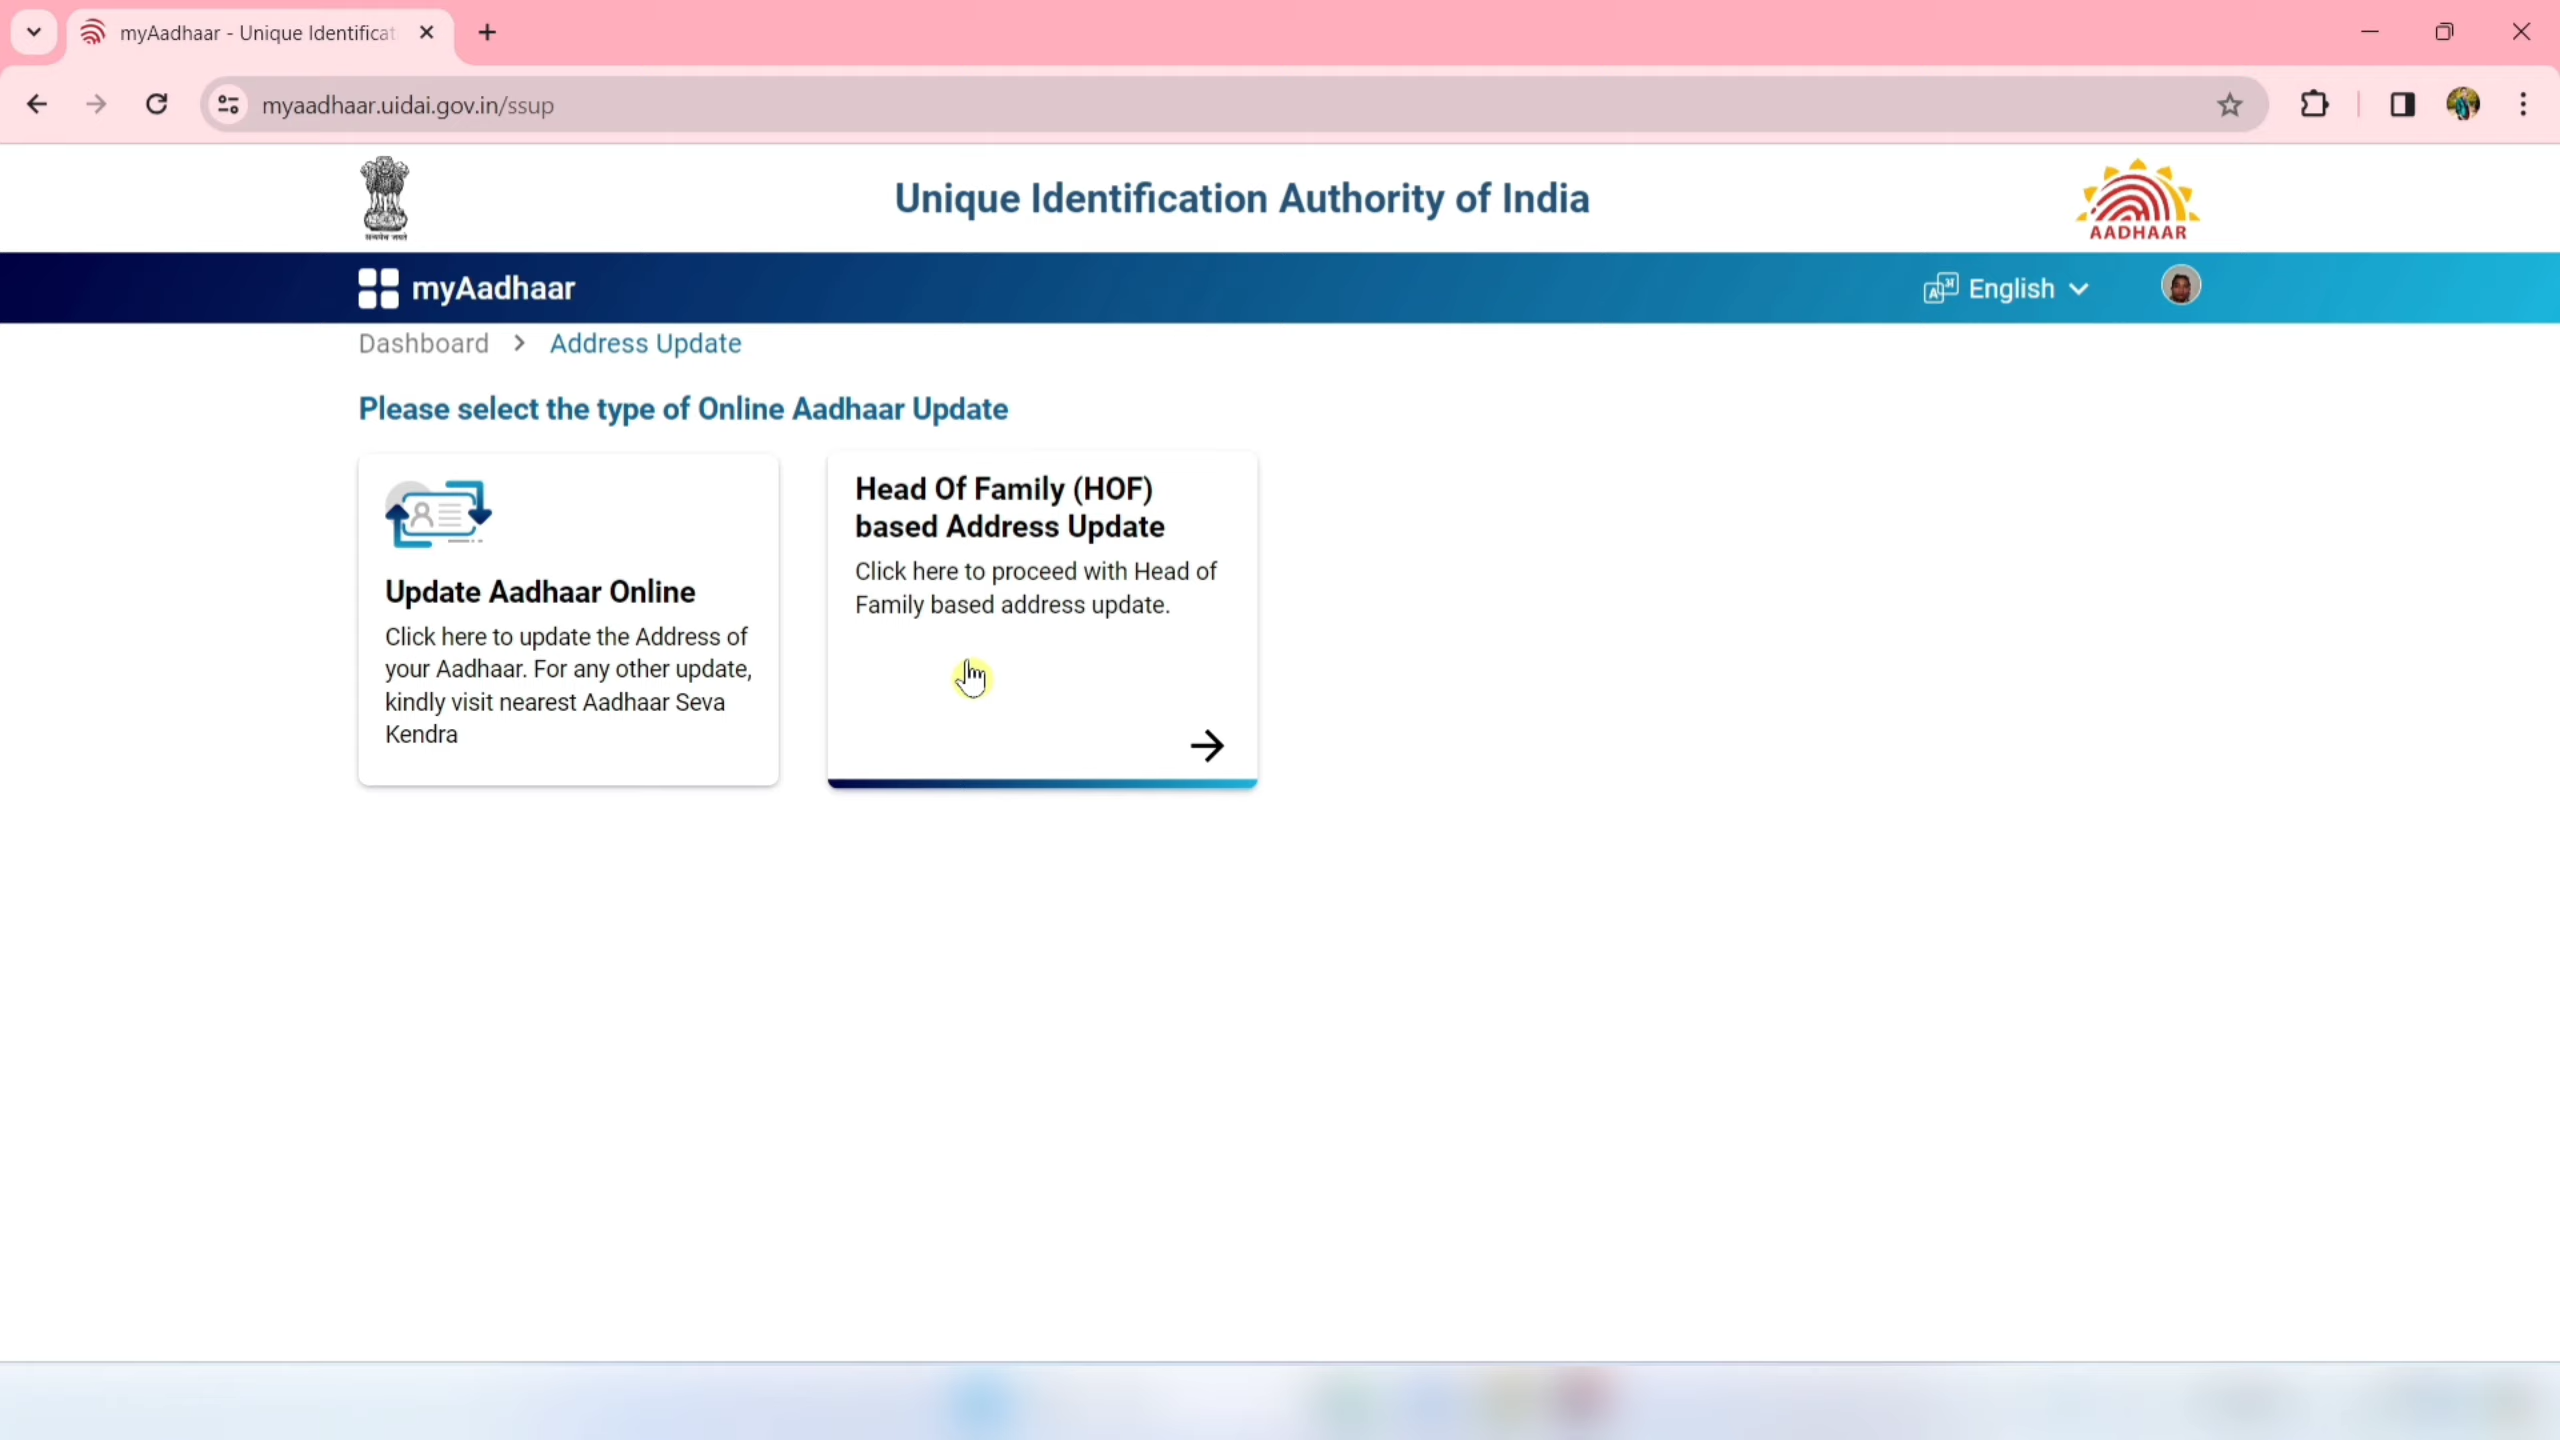 myAadhaar - Unique Identificat
myaadhaar.uidai.gov.in/ssup
सत्यमेव जयते
Unique Identification Authority of India
AADHAAR
myAadhaar
English
Dashboard > Address Update
Please select the type of Online Aadhaar Update
Update Aadhaar Online
Click here to update the Address of
your Aadhaar. For any other update,
kindly visit nearest Aadhaar Seva
Kendra
Head Of Family (HOF)
based Address Update
Click here to proceed with Head of
Family based address update.